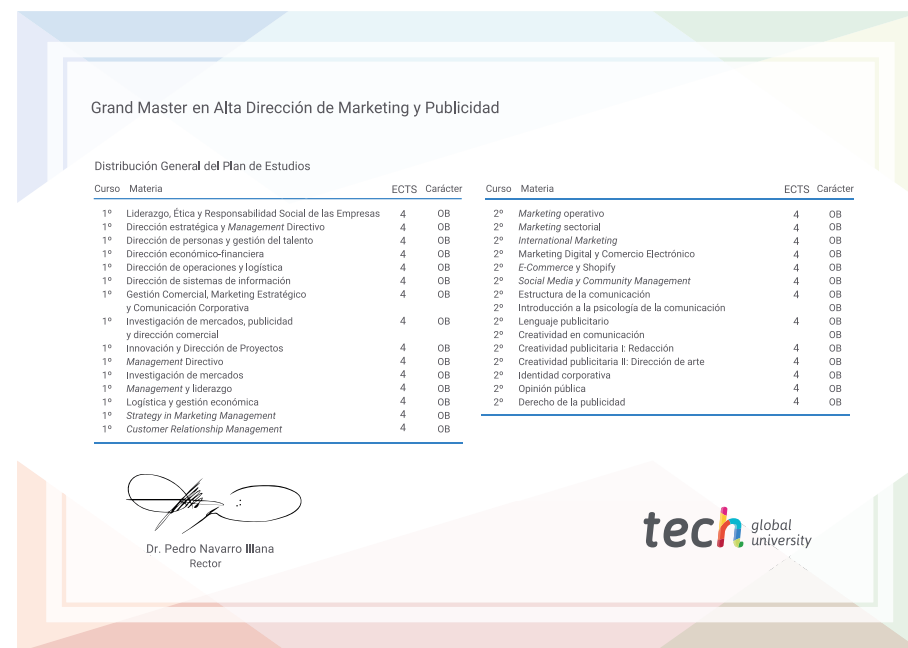 Grand Master en Alta Dirección de Marketing y Publicidad
Distribución General del Plan de Estudios
Curso Materia ECTS Carácter
1º Liderazgo, Ética y Responsabilidad Social de las Empresas 4 OB
1º Dirección estratégica y Management Directivo 4 OB
1º Dirección de personas y gestión del talento 4 OB
1º Dirección económico-financiera 4 OB
1º Dirección de operaciones y logística 4 OB
1º Dirección de sistemas de información 4 OB
1º Gestión Comercial, Marketing Estratégico 4 OB
y Comunicación Corporativa
1º Investigación de mercados, publicidad 4 OB
y dirección comercial
1º Innovación y Dirección de Proyectos 4 OB
1º Management Directivo 4 OB
1º Investigación de mercados 4 OB
1º Management y liderazgo 4 OB
1º Logística y gestión económica 4 OB
1º Strategy in Marketing Management 4 OB
1º Customer Relationship Management 4 OB
Curso Materia ECTS Carácter
2º Marketing operativo 4 OB
2º Marketing sectorial 4 OB
2º International Marketing 4 OB
2º Marketing Digital y Comercio Electrónico 4 OB
2º E-Commerce y Shopify 4 OB
2º Social Media y Community Management 4 OB
2º Estructura de la comunicación 4 OB
2º Introducción a la psicología de la comunicación OB
2º Lenguaje publicitario 4 OB
2º Creatividad en comunicación OB
2º Creatividad publicitaria I: Redacción 4 OB
2º Creatividad publicitaria II: Dirección de arte 4 OB
2º Identidad corporativa 4 OB
2º Opinión pública 4 OB
2º Derecho de la publicidad 4 OB
Dr. Pedro Navarro Illana
Rector
tech global
university